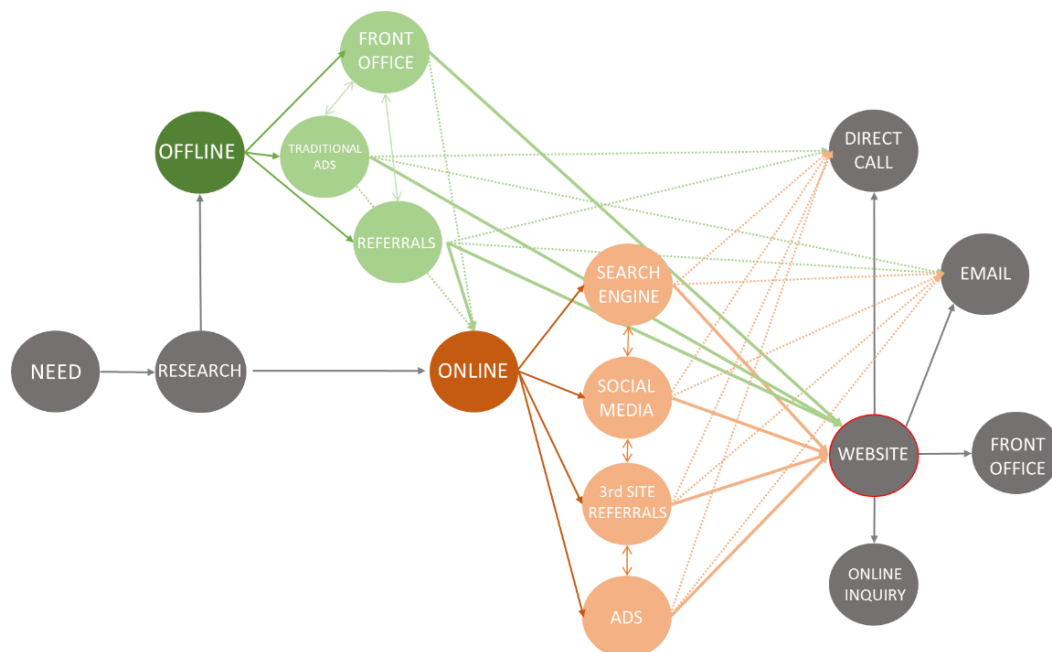 FRONT
OFFICE
OFFLINE
TRADITIONAL
ADS
DIRECT
CALL
REFERRALS
SEARCH
ENGINE
EMAIL
NEED
RESEARCH
ONLINE
SOCIAL
MEDIA
WEBSITE
FRONT
OFFICE
3rd SITE
REFERRALS
ONLINE
INQUIRY
ADS